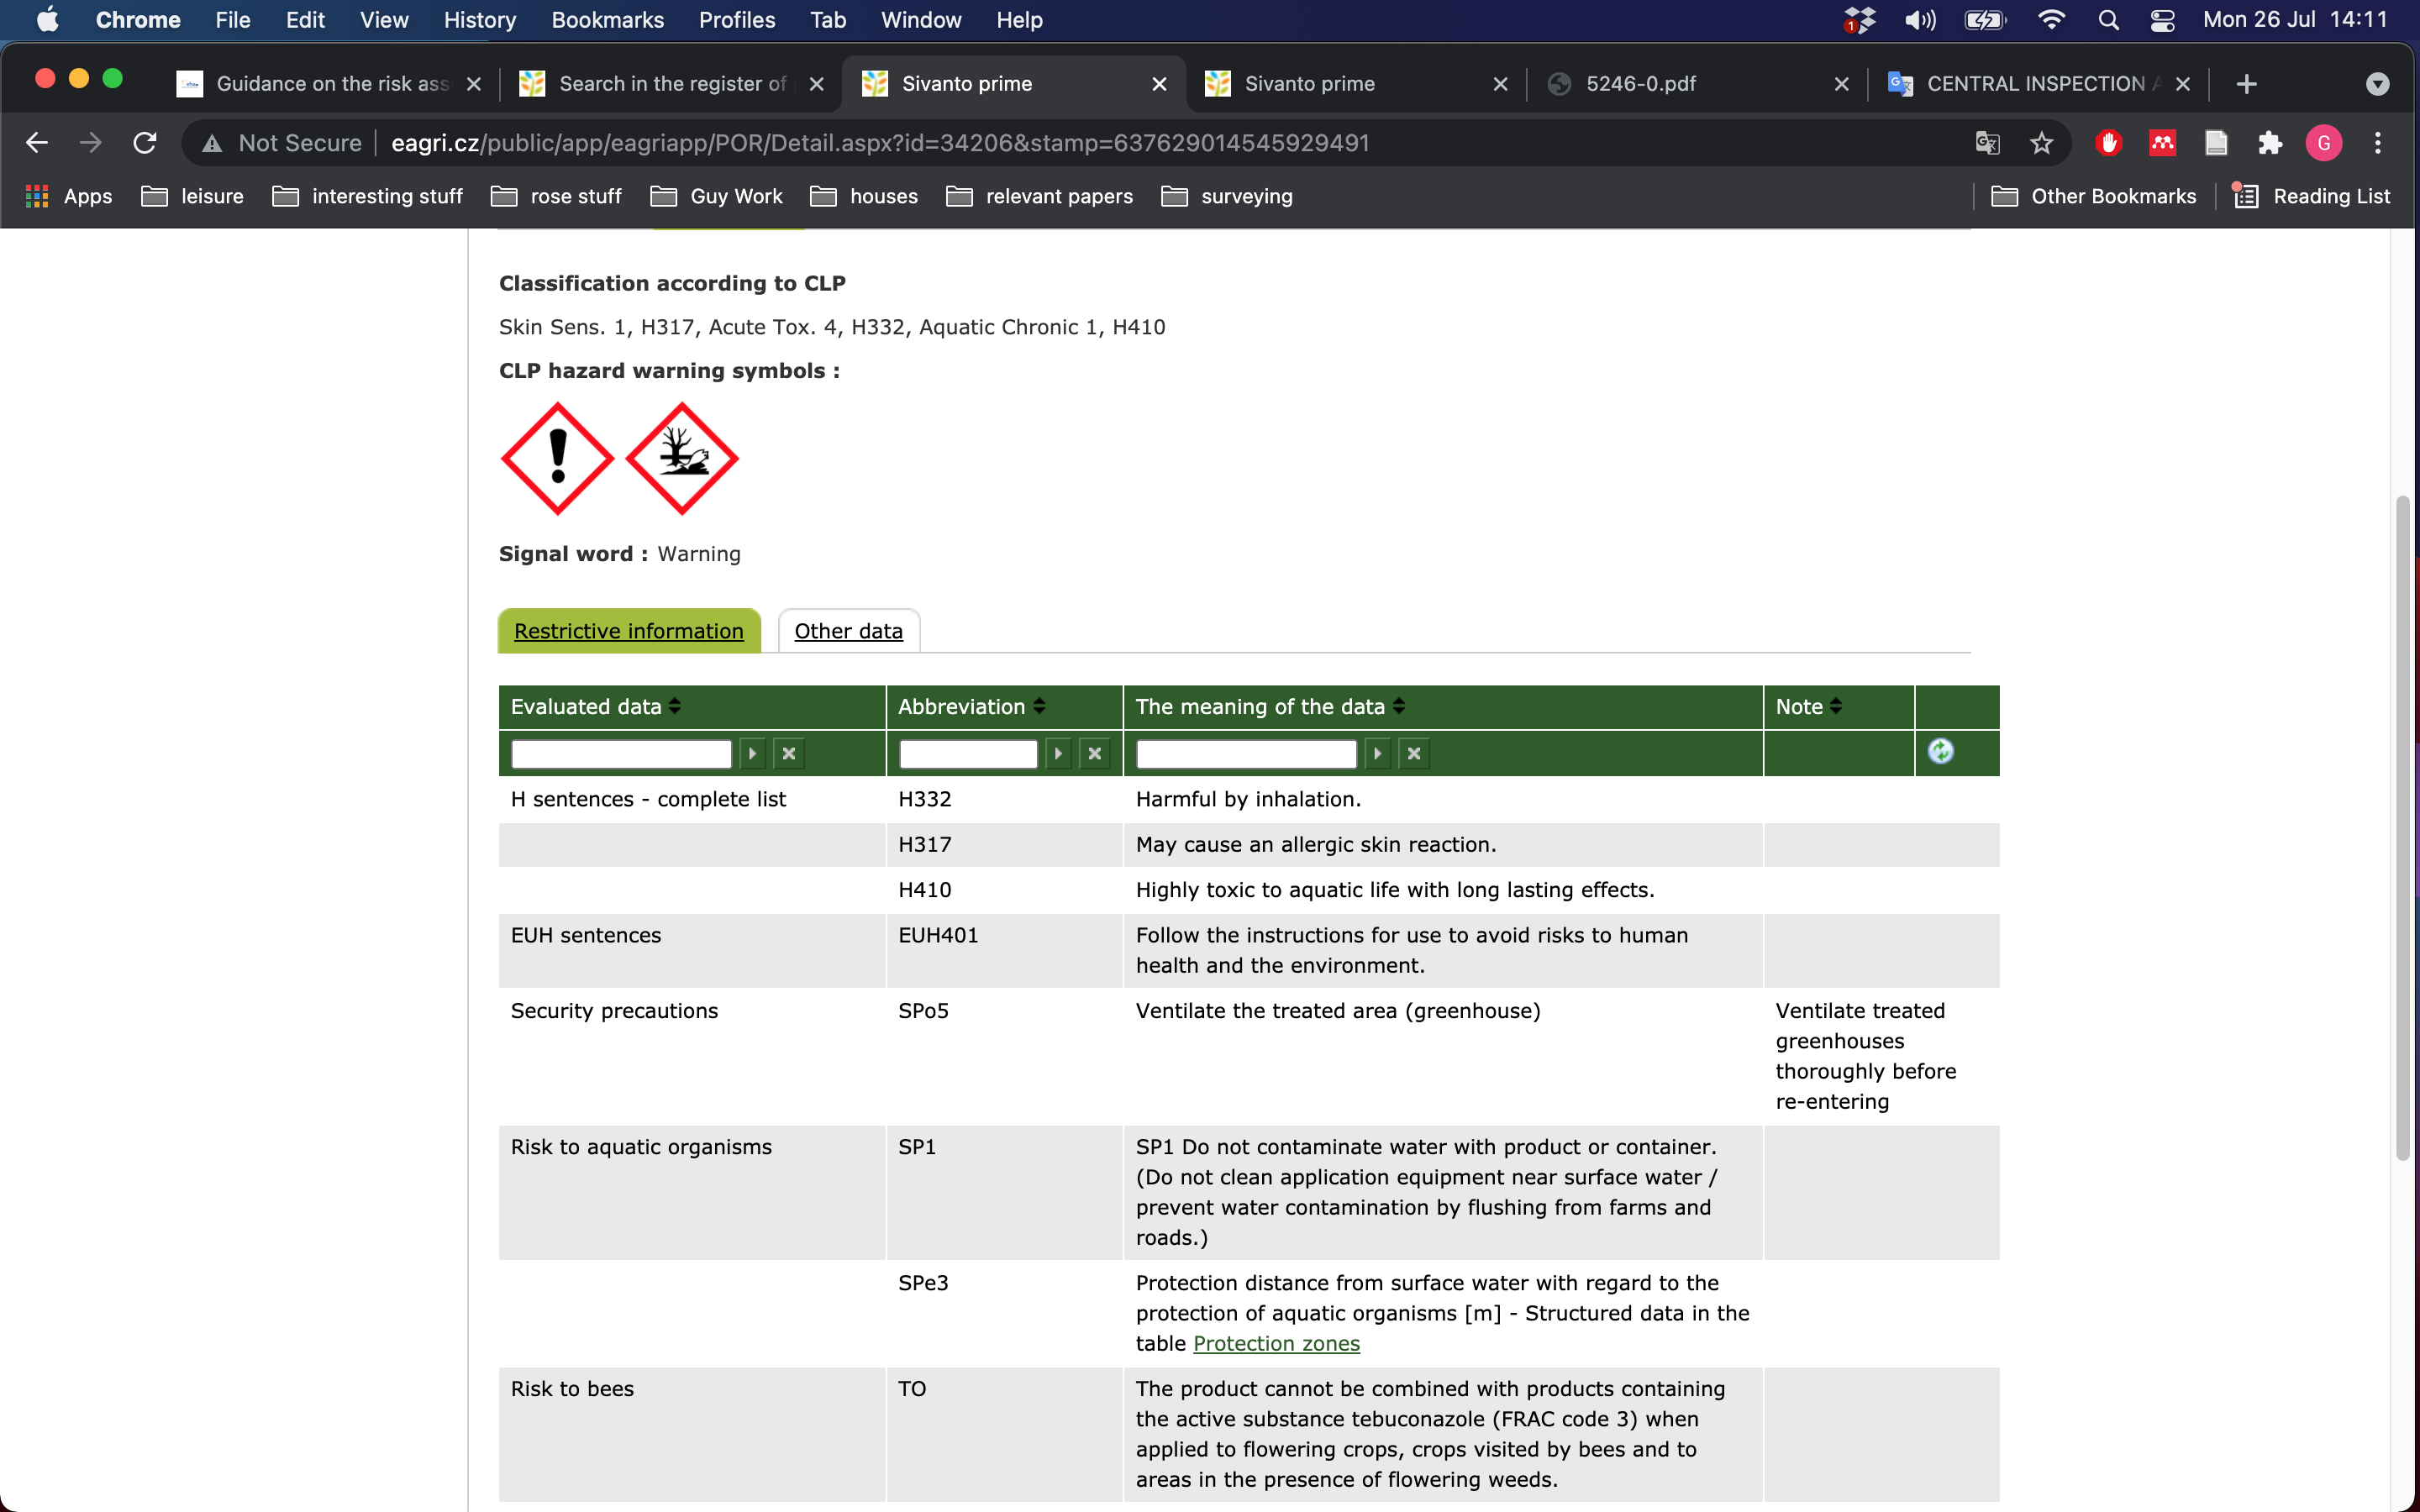 Chrome File Edit View History Bookmarks Profiles Tab Window Help 1 Mon 26 Jul 14:11
Guidance on the risk ass Search in the register of Sivanto prime Sivanto prime 5246-0.pdf CENTRAL INSPECTION A
Not Secure eagri.cz/public/app/eagriapp/POR/Detail.aspx?id=34206&stamp=637629014545929491 G
Apps leisure interesting stuff rose stuff Guy Work houses relevant papers surveying Other Bookmarks Reading List
Classification according to CLP
Skin Sens. 1, H317, Acute Tox. 4, H332, Aquatic Chronic 1, H410
CLP hazard warning symbols :
Signal word : Warning
Restrictive information Other data
Evaluated data Abbreviation The meaning of the data Note
H sentences - complete list H332 Harmful by inhalation.
H317 May cause an allergic skin reaction.
H410 Highly toxic to aquatic life with long lasting effects.
EUH sentences EUH401 Follow the instructions for use to avoid risks to human
health and the environment.
Security precautions SPo5 Ventilate the treated area (greenhouse) Ventilate treated
greenhouses
thoroughly before
re-entering
Risk to aquatic organisms SP1 SP1 Do not contaminate water with product or container.
(Do not clean application equipment near surface water /
prevent water contamination by flushing from farms and
roads.)
SPe3 Protection distance from surface water with regard to the
protection of aquatic organisms [m] - Structured data in the
table Protection zones
Risk to bees TO The product cannot be combined with products containing
the active substance tebuconazole (FRAC code 3) when
applied to flowering crops, crops visited by bees and to
areas in the presence of flowering weeds.